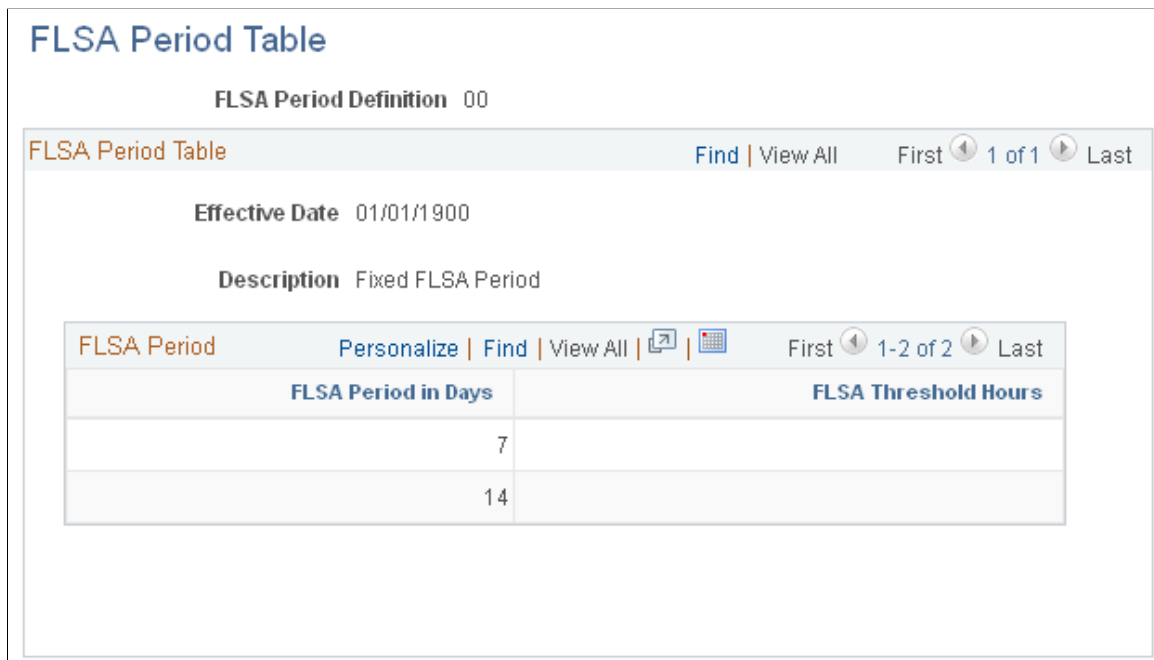 FLSA Period Table
FLSA Period Definition 00
FLSA Period Table Find | View All First 1 of 1 Last
Effective Date 01/01/1900
Description Fixed FLSA Period
FLSA Period Personalize | Find | View All | | First 1-2 of 2 Last
FLSA Period in Days FLSA Threshold Hours
7
14